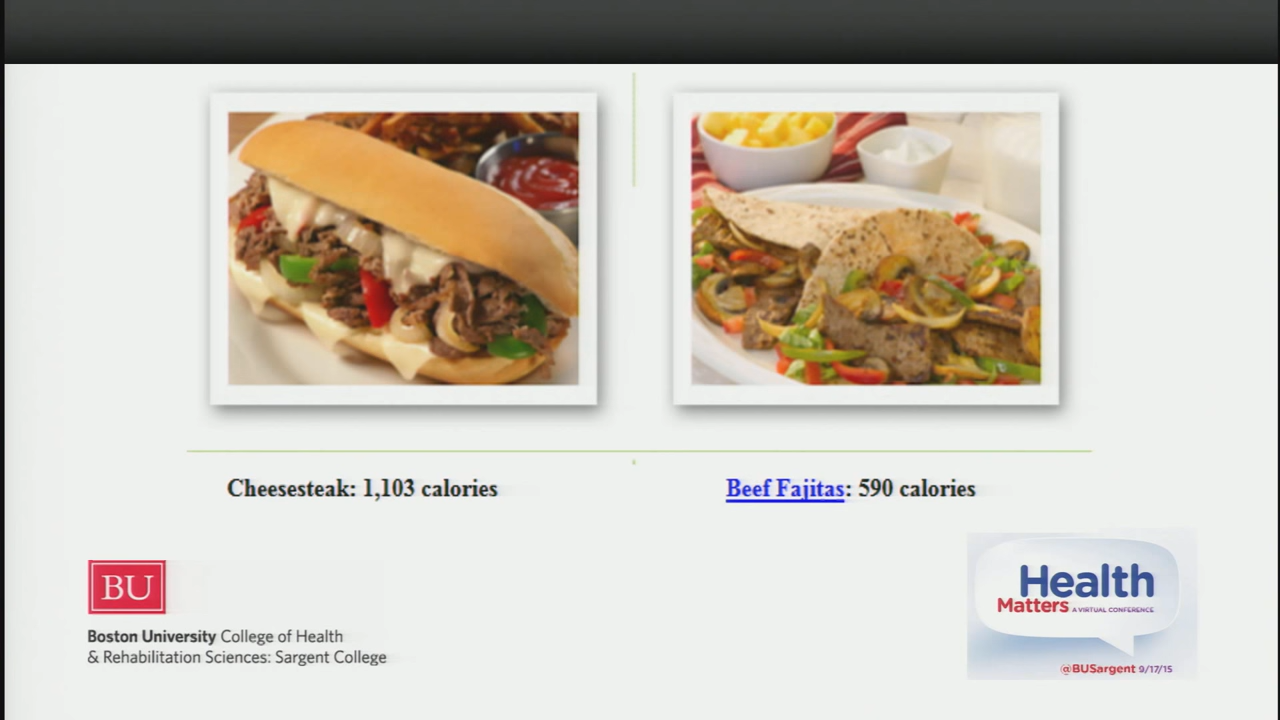 Cheesesteak: 1,103 calories
Beef Fajitas: 590 calories
BU
Boston University College of Health
& Rehabilitation Sciences: Sargent College
Health
Matters A VIRTUAL CONFERENCE
@BUSargent 9/17/15